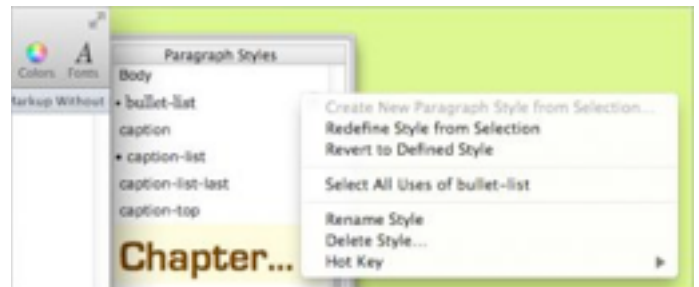 Colors Fonts
Markup Without
Paragraph Styles
Body
• bullet-list
caption
• caption-list
caption-list-last
caption-top
Chapter...
Create New Paragraph Style from Selection...
Redefine Style from Selection
Revert to Defined Style
Select All Uses of bullet-list
Rename Style
Delete Style...
Hot Key